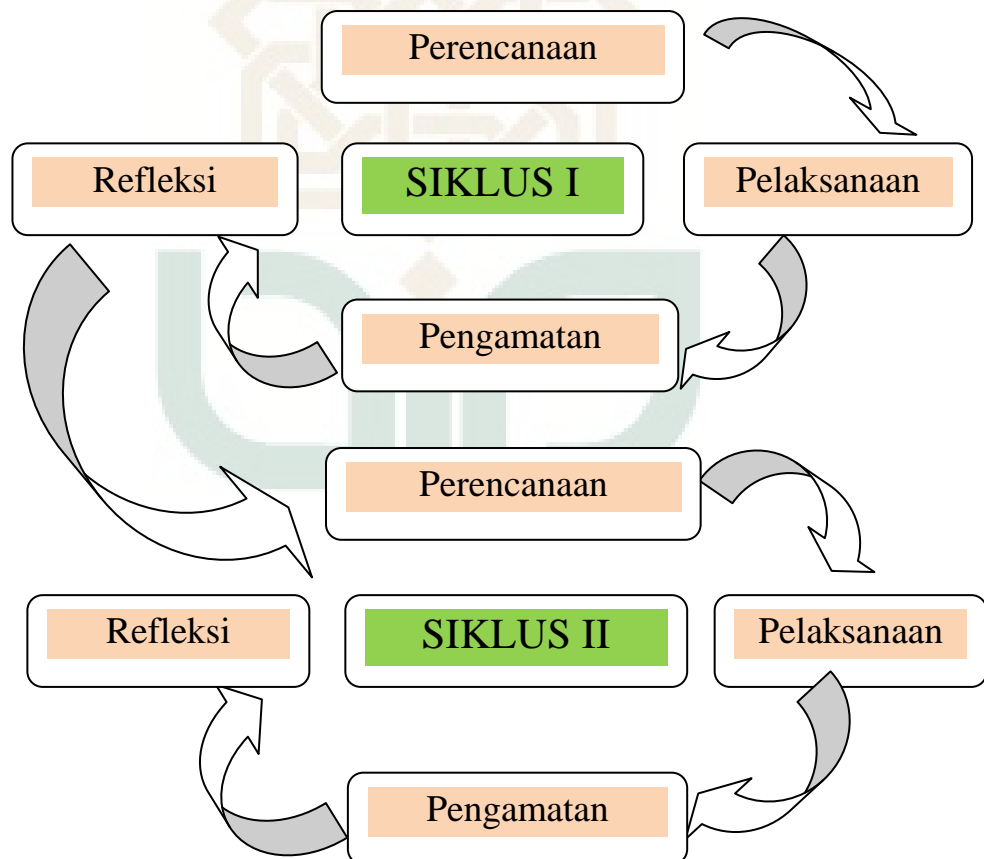 Perencanaan
Refleksi
SIKLUS I
Pelaksanaan
Pengamatan
Perencanaan
Refleksi
SIKLUS II
Pelaksanaan
Pengamatan